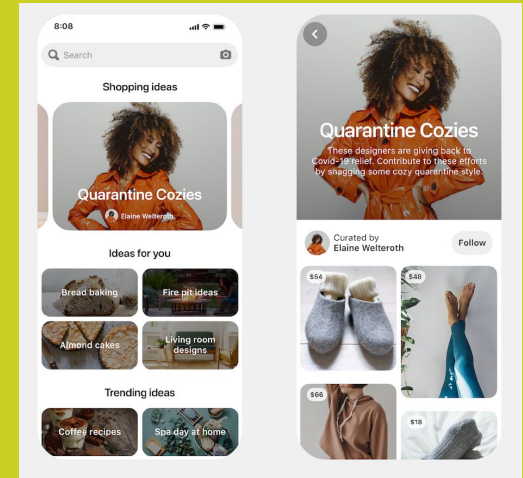 8:08
Search
Shopping ideas
Quarantine Cozies
Elaine Welteroth
Ideas for you
Bread baking
Fire pit ideas
Almond cakes
Living room
designs
Trending ideas
Coffee recipes
Spa day at home
Quarantine Cozies
These designers are giving back to
Covid-19 relief. Contribute to these efforts
by snagging some cozy quarantine style.
Curated by
Elaine Welteroth
Follow
$54
$48
$66
$18